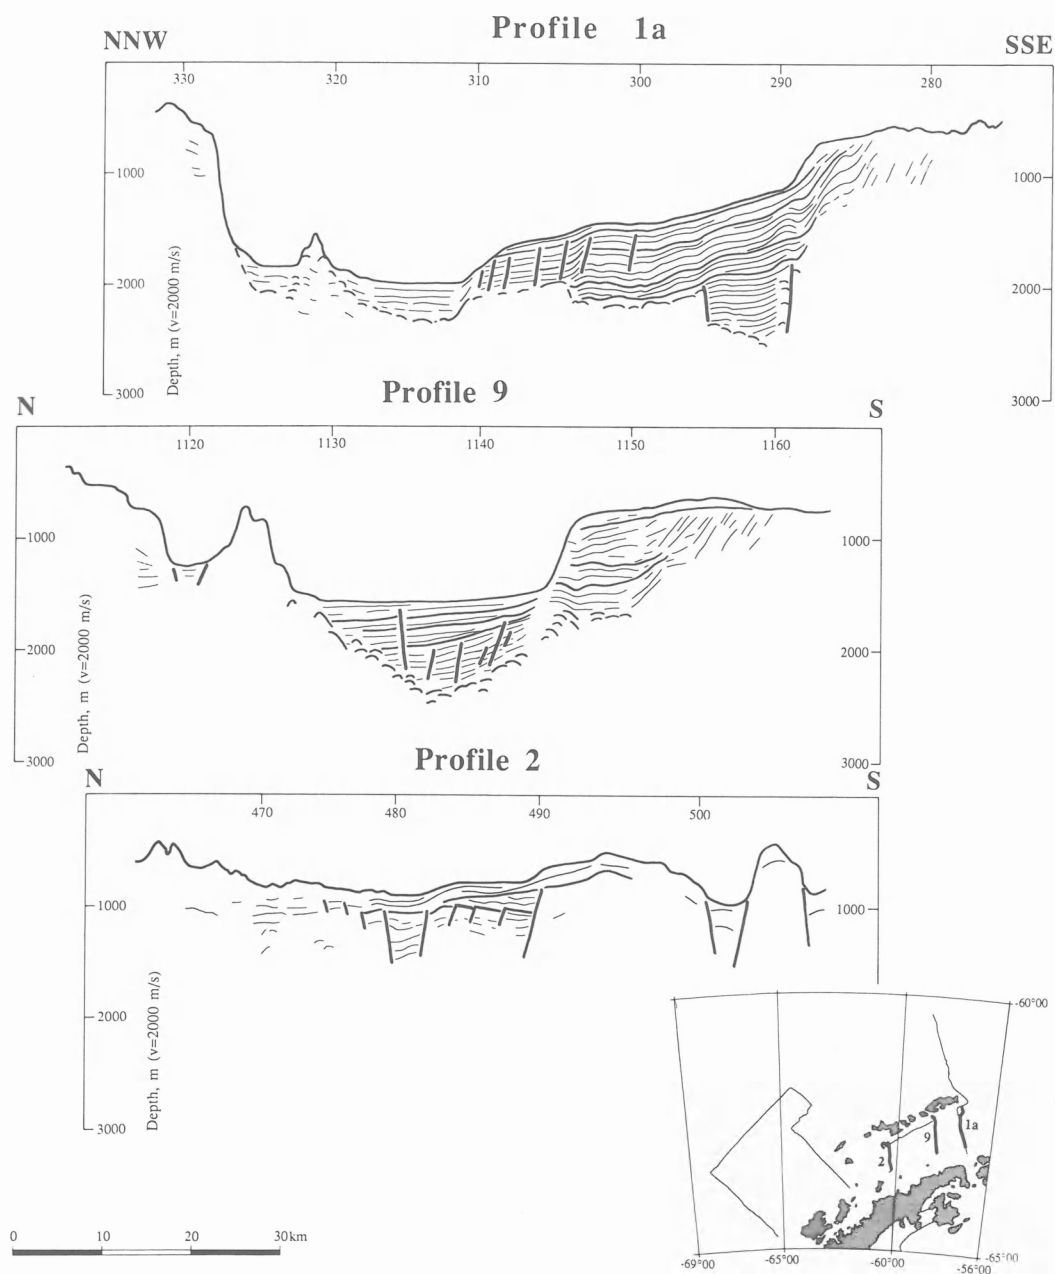 Profile 1a
NNW SSE
330 320 310 300 290 280
1000 1000
2000 2000
3000 3000
Depth, m (v=2000 m/s)
Profile 9
N S
1120 1130 1140 1150 1160
1000 1000
2000 2000
3000 3000
Depth, m (v=2000 m/s)
Profile 2
N S
470 480 490 500
1000 1000
2000
3000
Depth, m (v=2000 m/s)
-60°00
1a
9
2
-69°00 -65°00 -60°00 -56°00 -65°00
0 10 20 30km